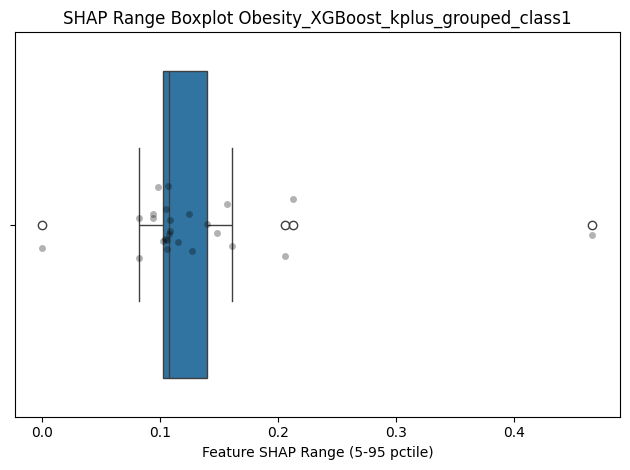 SHAP Range Boxplot Obesity_XGBoost_kplus_grouped_class1
0.0 0.1 0.2 0.3 0.4
Feature SHAP Range (5-95 pctile)